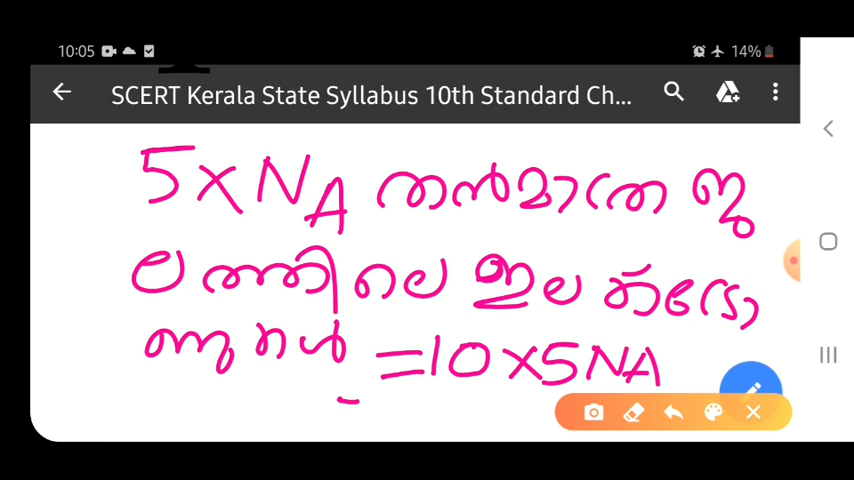 10:05 14%
SCERT Kerala State Syllabus 10th Standard Ch...
5×NA തൻമാത്ര ജ
ലത്തിലെ ഇലക്ട്രോ
ണുകൾ =10×5NA